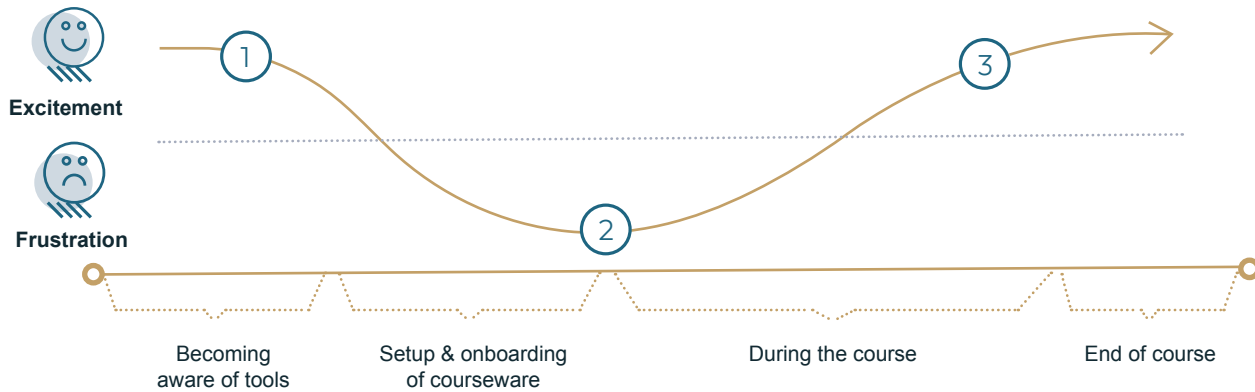 1
3
Excitement
Frustration
2
Becoming
aware of tools
Setup & onboarding
of courseware
During the course
End of course